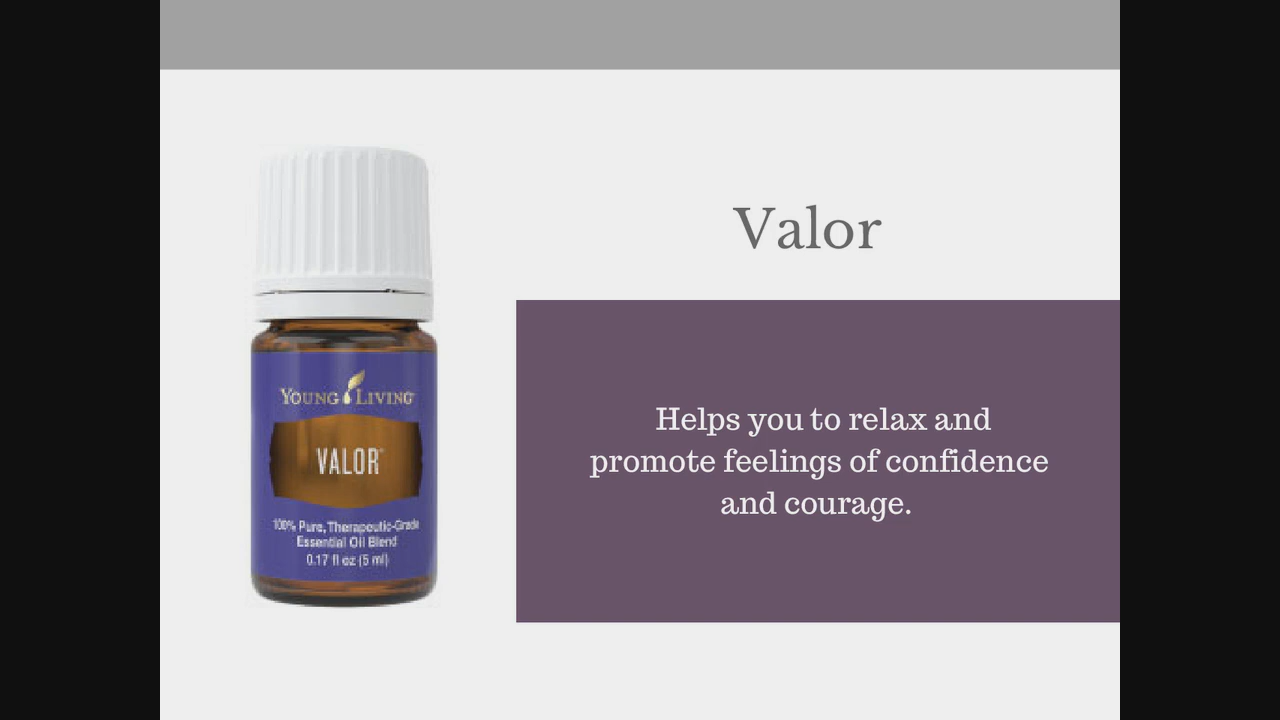 Valor
Helps you to relax and
promote feelings of confidence
and courage.
YOUNG LIVING
VALOR
100% Pure, Therapeutic-Grade
Essential Oil Blend
0.17 fl oz (5 ml)